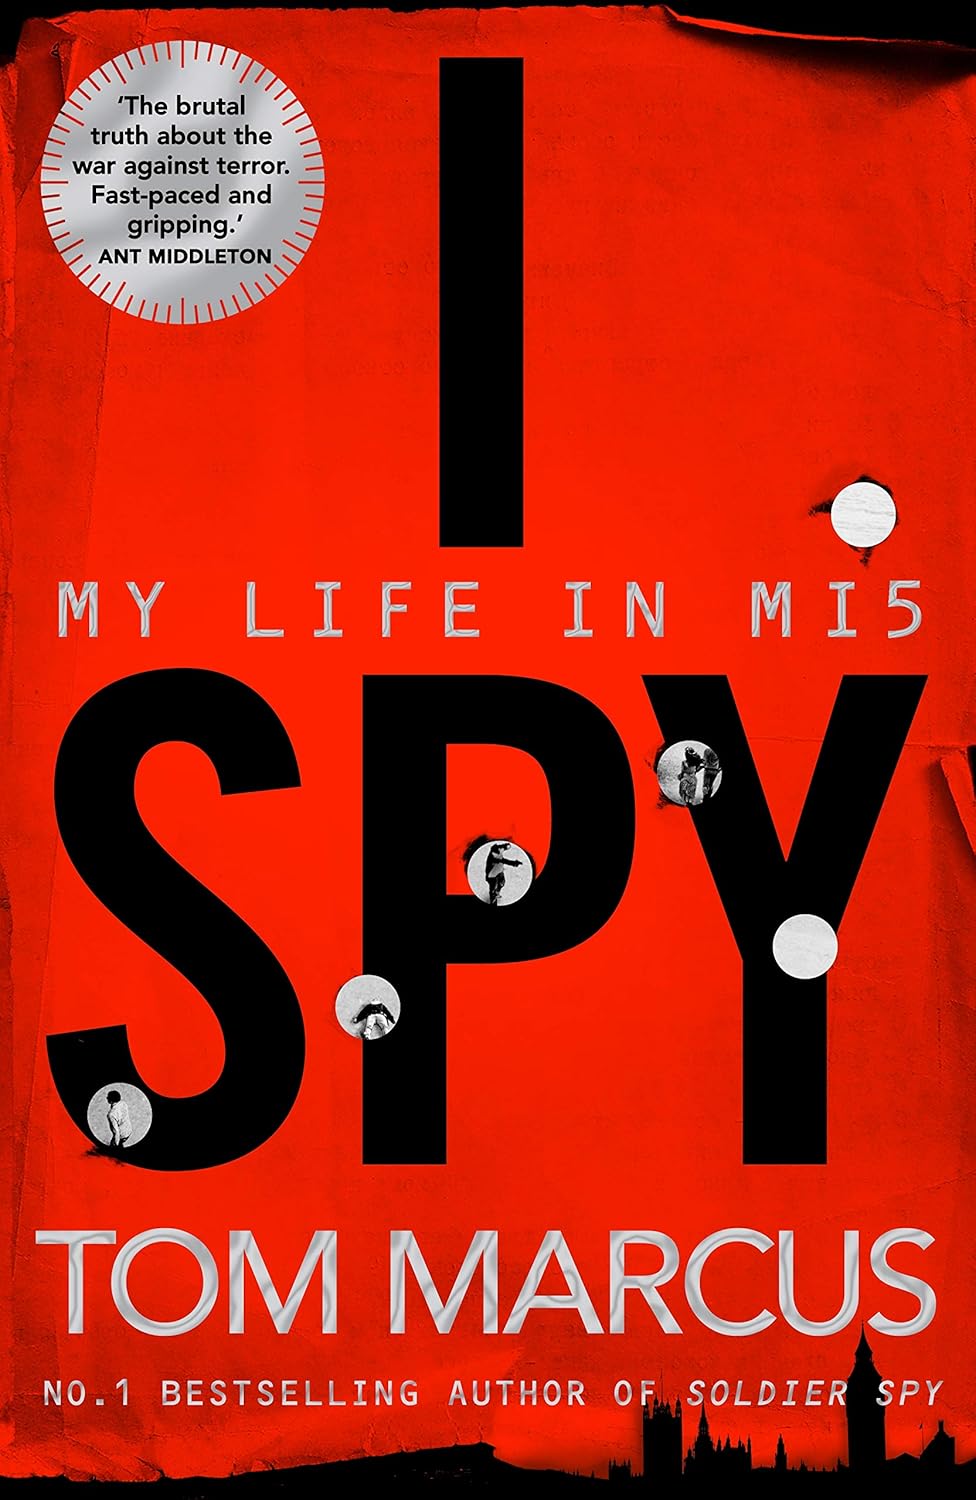 'The brutal
truth about the
war against terror.
Fast-paced and
gripping.'
ANT MIDDLETON
I
MY LIFE IN MI5
SPY
TOM MARCUS
NO.1 BESTSELLING AUTHOR OF SOLDIER SPY